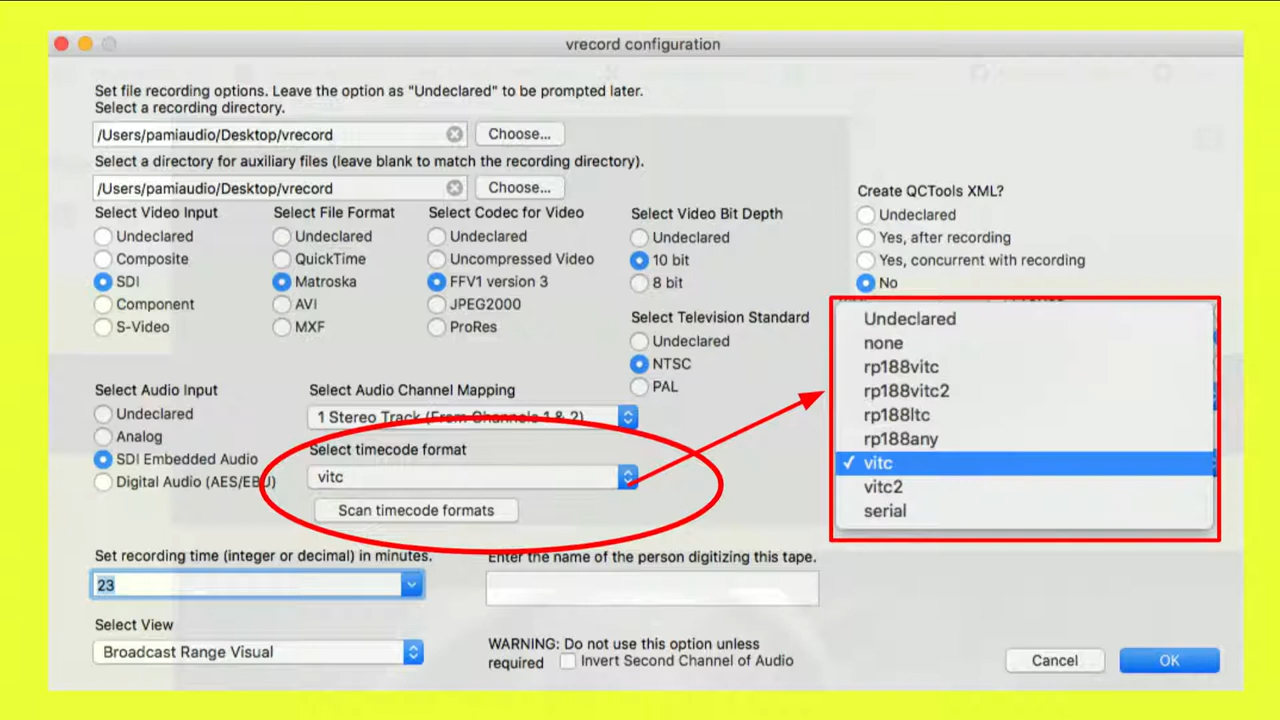 vrecord configuration
Set file recording options. Leave the option as "Undeclared" to be prompted later.
Select a recording directory.
/Users/pamiaudio/Desktop/vrecord
Choose...
Select a directory for auxiliary files (leave blank to match the recording directory).
/Users/pamiaudio/Desktop/vrecord
Choose...
Select Video Input
Undeclared
Composite
SDI
Component
S-Video
Select File Format
Undeclared
QuickTime
Matroska
AVI
MXF
Select Codec for Video
Undeclared
Uncompressed Video
FFV1 version 3
JPEG2000
ProRes
Select Video Bit Depth
Undeclared
10 bit
8 bit
Select Television Standard
Undeclared
NTSC
PAL
Create QCTools XML?
Undeclared
Yes, after recording
Yes, concurrent with recording
No
Undeclared
none
rp188vitc
rp188vitc2
rp188ltc
rp188any
✓ vitc
vitc2
serial
Select Audio Input
Undeclared
Analog
SDI Embedded Audio
Digital Audio (AES/EBU)
Select Audio Channel Mapping
1 Stereo Track (From Channels 1 & 2)
Select timecode format
vitc
Scan timecode formats
Set recording time (integer or decimal) in minutes.
23
Enter the name of the person digitizing this tape.
Select View
Broadcast Range Visual
WARNING: Do not use this option unless
required
Invert Second Channel of Audio
Cancel
OK